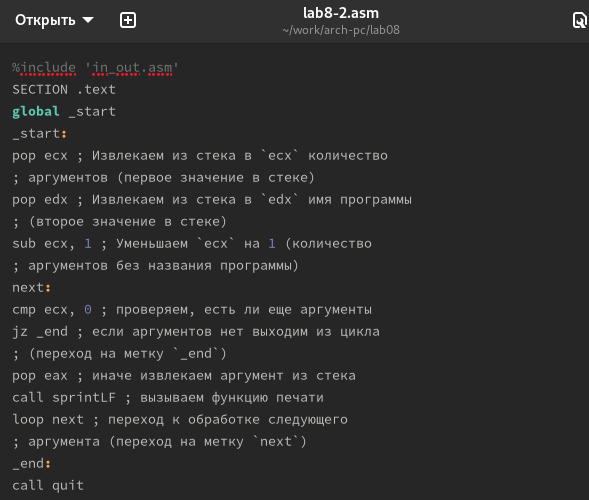 Открыть
lab8-2.asm
~/work/arch-pc/lab08
%include 'in_out.asm'
SECTION .text
global _start
_start:
pop ecx ; Извлекаем из стека в `ecx` количество
; аргументов (первое значение в стеке)
pop edx ; Извлекаем из стека в `edx` имя программы
; (второе значение в стеке)
sub ecx, 1 ; Уменьшаем `ecx` на 1 (количество
; аргументов без названия программы)
next:
cmp ecx, 0 ; проверяем, есть ли еще аргументы
jz _end ; если аргументов нет выходим из цикла
; (переход на метку `_end`)
pop eax ; иначе извлекаем аргумент из стека
call sprintLF ; вызываем функцию печати
loop next ; переход к обработке следующего
; аргумента (переход на метку `next`)
_end:
call quit